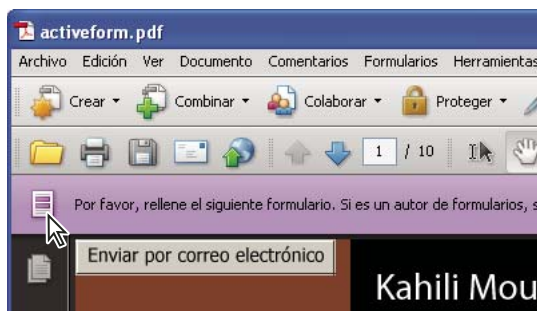 activeform.pdf
Archivo Edición Ver Documento Comentarios Formularios Herramientas
Crear Combinar Colaborar Proteger
1 / 10
Por favor, rellene el siguiente formulario. Si es un autor de formularios, s
Enviar por correo electrónico
Kahili Mou